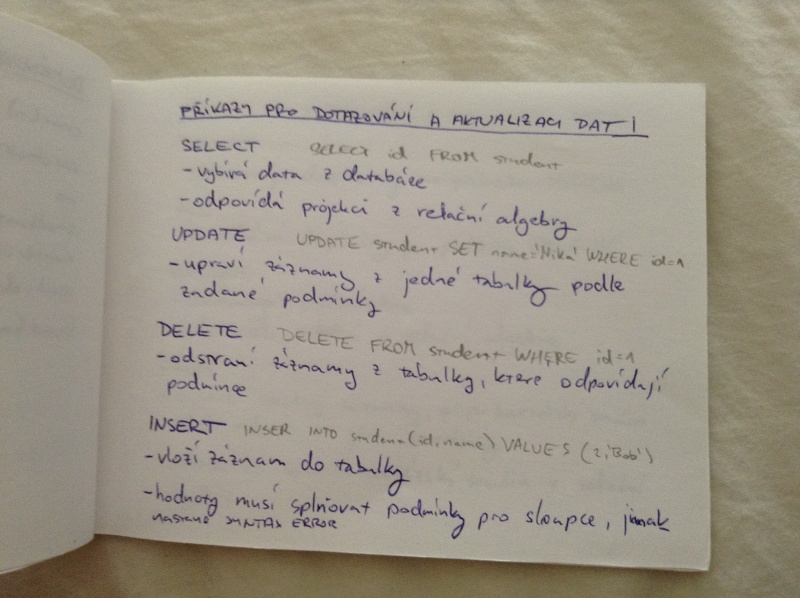 PŘÍKAZY PRO DOTAZOVÁNÍ A AKTUALIZACI DAT
SELECT SELECT id FROM student
- vybírá data z databáze
- odpovídá projekci z relační algebry
UPDATE UPDATE student SET name='Nika' WHERE id=1
- upraví záznamy z jedné tabulky podle
zadané podmínky
DELETE DELETE FROM student WHERE id=1
- odstraní záznamy z tabulky, které odpovídají
podmínce
INSERT INSER INTO student(id,name) VALUES (2,'Bob')
- vloží záznam do tabulky
- hodnoty musí splňovat podmínky pro sloupce, jinak
nastane SYNTAX ERROR